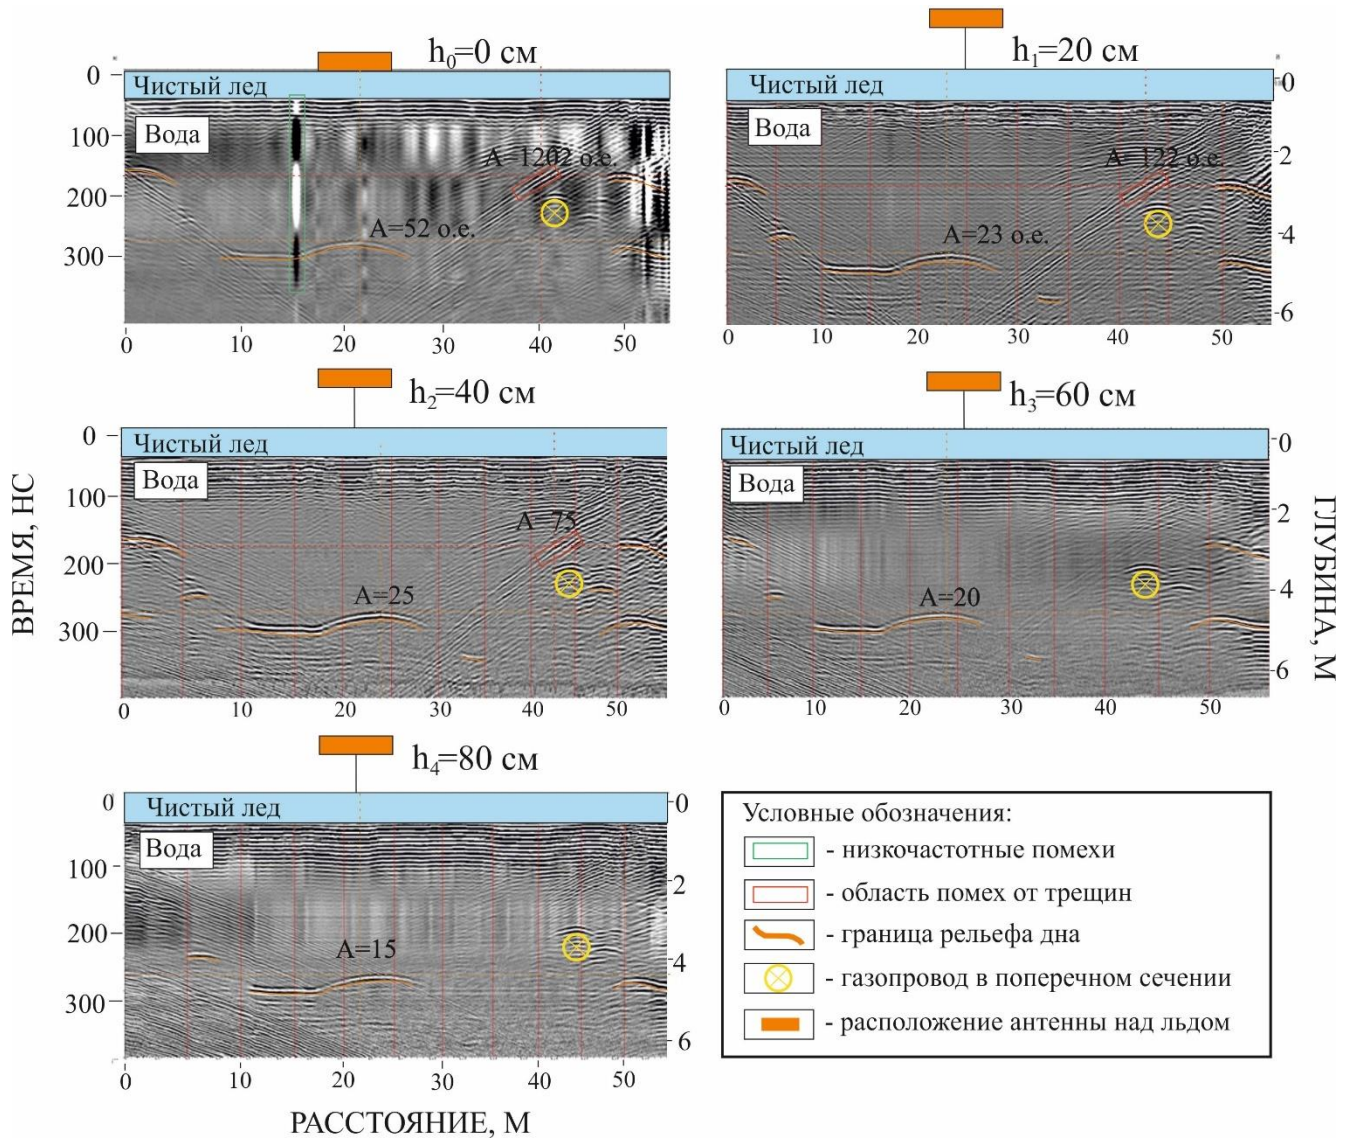 h₀=0 см
0
100
200
300
Чистый лед
Вода
A=1202 о.е.
A=52 о.е.
0 10 20 30 40 50
h₁=20 см
Чистый лед
Вода
A=122 о.е.
A=23 о.е.
0
-2
-4
-6
0 10 20 30 40 50
h₂=40 см
0
100
200
300
Чистый лед
Вода
A=75
A=25
0 10 20 30 40 50
h₃=60 см
Чистый лед
Вода
A=20
-0
-2
-4
-6
0 10 20 30 40 50
ВРЕМЯ, НС
ГЛУБИНА, М
h₄=80 см
0
100
200
300
Чистый лед
Вода
A=15
-0
-2
-4
6
0 10 20 30 40 50
РАССТОЯНИЕ, М
Условные обозначения:
- низкочастотные помехи
- область помех от трещин
- граница рельефа дна
- газопровод в поперечном сечении
- расположение антенны над льдом